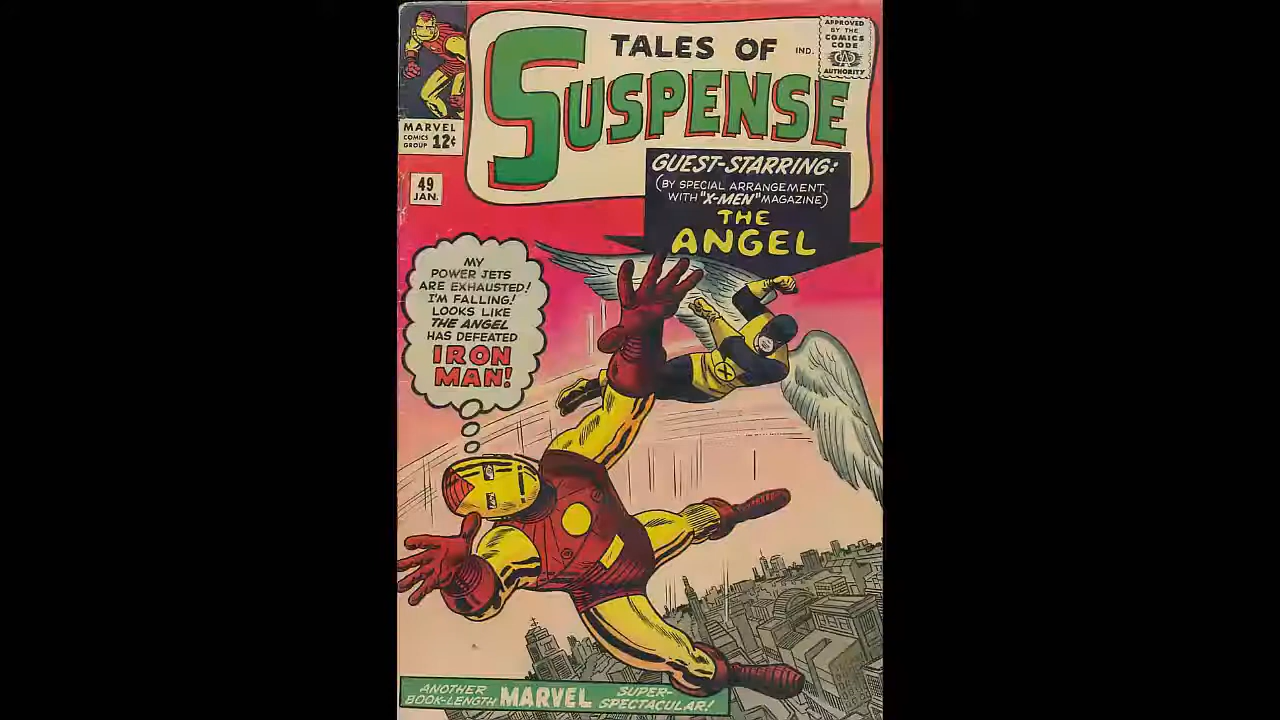 TALES OF
SUSPENSE
IND.
APPROVED
BY THE
COMICS
CODE
CA
AUTHORITY
MARVEL
COMICS
GROUP 12¢
49
JAN.
GUEST-STARRING:
(BY SPECIAL ARRANGEMENT
WITH "X-MEN" MAGAZINE)
THE
ANGEL
MY
POWER JETS
ARE EXHAUSTED!
I'M FALLING!
LOOKS LIKE
THE ANGEL
HAS DEFEATED
IRON
MAN!
X
ANOTHER
BOOK-LENGTH MARVEL SUPER-
SPECTACULAR!